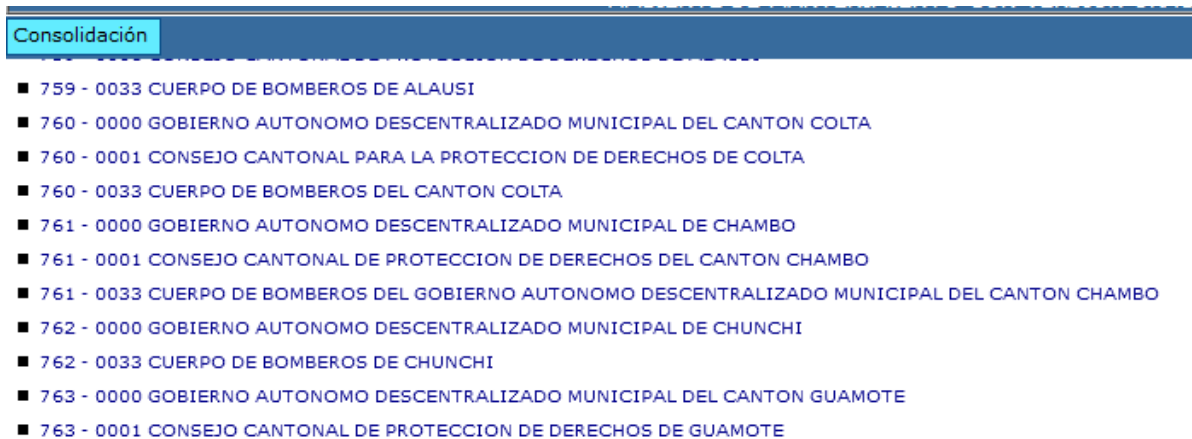 Consolidación
759 - 0033 CUERPO DE BOMBEROS DE ALAUSI
760 - 0000 GOBIERNO AUTONOMO DESCENTRALIZADO MUNICIPAL DEL CANTON COLTA
760 - 0001 CONSEJO CANTONAL PARA LA PROTECCION DE DERECHOS DE COLTA
760 - 0033 CUERPO DE BOMBEROS DEL CANTON COLTA
761 - 0000 GOBIERNO AUTONOMO DESCENTRALIZADO MUNICIPAL DE CHAMBO
761 - 0001 CONSEJO CANTONAL DE PROTECCION DE DERECHOS DEL CANTON CHAMBO
761 - 0033 CUERPO DE BOMBEROS DEL GOBIERNO AUTONOMO DESCENTRALIZADO MUNICIPAL DEL CANTON CHAMBO
762 - 0000 GOBIERNO AUTONOMO DESCENTRALIZADO MUNICIPAL DE CHUNCHI
762 - 0033 CUERPO DE BOMBEROS DE CHUNCHI
763 - 0000 GOBIERNO AUTONOMO DESCENTRALIZADO MUNICIPAL DEL CANTON GUAMOTE
763 - 0001 CONSEJO CANTONAL DE PROTECCION DE DERECHOS DE GUAMOTE